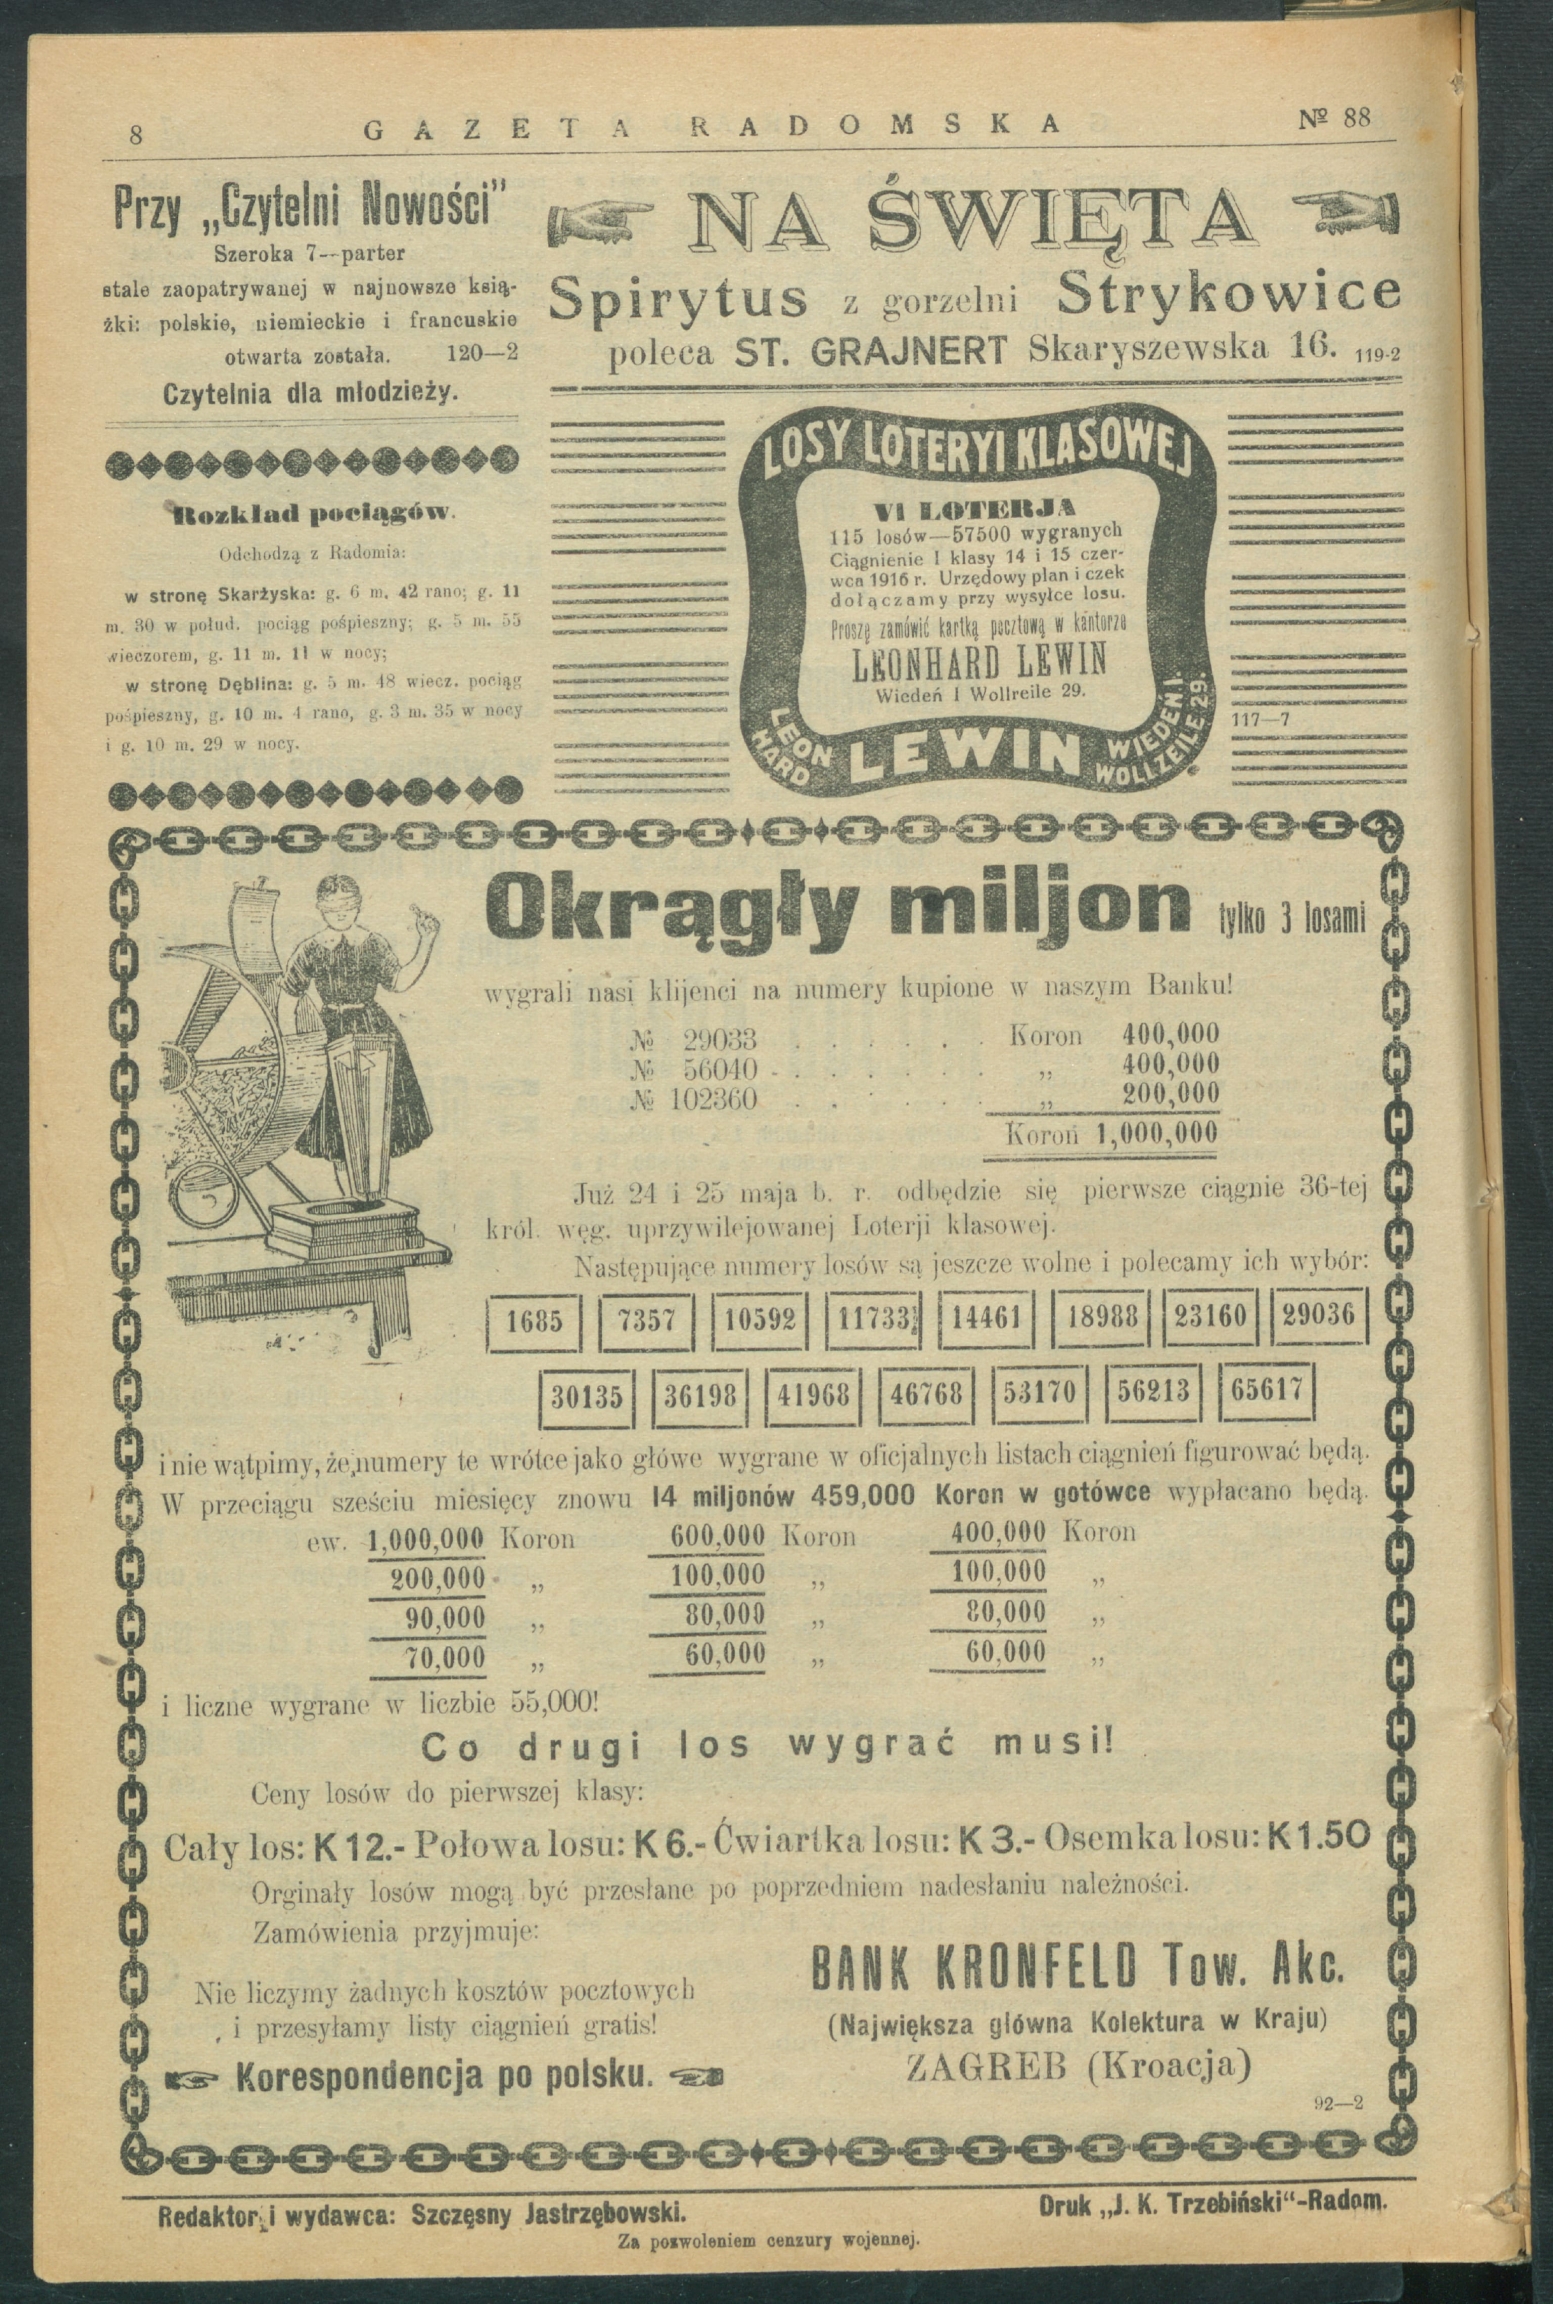 8
GAZETA RADOMSKA
№ 88
Przy „Czytelni Nowości"
Szeroka 7--parter
stale zaopatrywanej w najnowsze ksią-
żki: polskie, niemieckie i francuskie
otwarta została. 120—2
Czytelnia dla młodzieży.
Rozkład pociągów.
Odchodzą z Radomia:
w stronę Skarżyska: g. 6 m. 42 rano; g. 11
m. 30 w połud. pociąg pośpieszny; g. 5 m. 55
wieczorem, g. 11 m. 11 w nocy;
w stronę Dęblina: g. 5 m. 48 wiecz. pociąg
pośpieszny, g. 10 m. 4 rano, g. 3 m. 35 w nocy
i g. 10 m. 29 w nocy.
NA ŚWIĘTA
Spirytus z gorzelni Strykowice
poleca ST. GRAJNERT Skaryszewska 16. 119-2
LOSY LOTERYI KLASOWEJ
VI LOTERJA
115 losów—57500 wygranych
Ciągnienie I klasy 14 i 15 czer-
wca 1916 r. Urzędowy plan i czek
dołączamy przy wysyłce losu.
Proszę zamówić kartką pocztową w kantorze
LEONHARD LEWIN
Wiedeń I Wollreile 29.
LEON
HARD
LEWIN
WIEDEŃ I.
WOLLZEILE 29.
117—7
Okrągły miljon tylko 3 losami
wygrali nasi klijenci na numery kupione w naszym Banku!
№ 29033 . . . . . . Koron 400,000
№ 56040 - . . . . . . „ 400,000
№ 102360 . . . . . . „ 200,000
Koron 1,000,000
Już 24 i 25 maja b. r. odbędzie się pierwsze ciągnie 36-tej
król. węg. uprzywilejowanej Loterji klasowej.
Następujące numery losów są jeszcze wolne i polecamy ich wybór:
1685 7357 10592 11733 14461 18988 23160 29036
30135 36198 41968 46768 53170 56213 65617
i nie wątpimy, że numery te wrótce jako główe wygrane w oficjalnych listach ciągnień figurować będą.
W przeciągu sześciu miesięcy znowu 14 miljonów 459,000 Koron w gotówce wypłacano będą.
ew. 1,000,000 Koron 600,000 Koron 400,000 Koron
200,000 „ 100,000 „ 100,000 „
90,000 „ 80,000 „ 80,000 „
70,000 „ 60,000 „ 60,000 „
i liczne wygrane w liczbie 55,000!
Co drugi los wygrać musi!
Ceny losów do pierwszej klasy:
Cały los: K 12.- Połowa losu: K 6.- Ćwiartka losu: K 3.- Osemka losu: K 1.50
Orginały losów mogą być przesłane po poprzedniem nadesłaniu należności.
Zamówienia przyjmuje:
Nie liczymy żadnych kosztów pocztowych
i przesyłamy listy ciągnień gratis!
Korespondencja po polsku.
BANK KRONFELD Tow. Akc.
(Największa główna Kolektura w Kraju)
ZAGREB (Kroacja)
92—2
Redaktor i wydawca: Szczęsny Jastrzębowski.
Druk „J. K. Trzebiński“-Radom.
Za pozwoleniem cenzury wojennej.